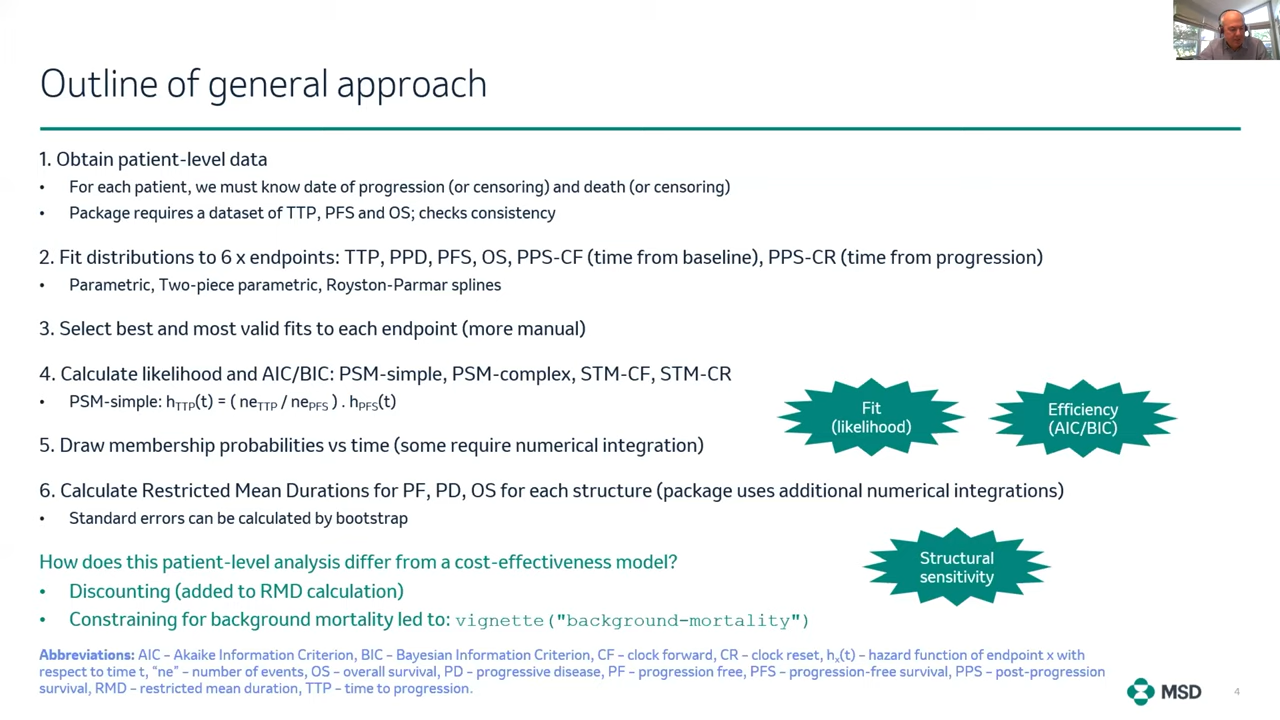 Outline of general approach
1. Obtain patient-level data
• For each patient, we must know date of progression (or censoring) and death (or censoring)
• Package requires a dataset of TTP, PFS and OS; checks consistency
2. Fit distributions to 6 x endpoints: TTP, PPD, PFS, OS, PPS-CF (time from baseline), PPS-CR (time from progression)
• Parametric, Two-piece parametric, Royston-Parmar splines
3. Select best and most valid fits to each endpoint (more manual)
4. Calculate likelihood and AIC/BIC: PSM-simple, PSM-complex, STM-CF, STM-CR
• PSM-simple: hTTP(t) = ( neTTP / nePFS ) . hPFS(t)
Fit
(likelihood)
Efficiency
(AIC/BIC)
5. Draw membership probabilities vs time (some require numerical integration)
6. Calculate Restricted Mean Durations for PF, PD, OS for each structure (package uses additional numerical integrations)
• Standard errors can be calculated by bootstrap
How does this patient-level analysis differ from a cost-effectiveness model?
• Discounting (added to RMD calculation)
• Constraining for background mortality led to: vignette("background-mortality")
Structural
sensitivity
Abbreviations: AIC – Akaike Information Criterion, BIC – Bayesian Information Criterion, CF – clock forward, CR – clock reset, hx(t) – hazard function of endpoint x with
respect to time t, “ne” – number of events, OS – overall survival, PD – progressive disease, PF – progression free, PFS – progression-free survival, PPS – post-progression
survival, RMD – restricted mean duration, TTP – time to progression.
MSD
4